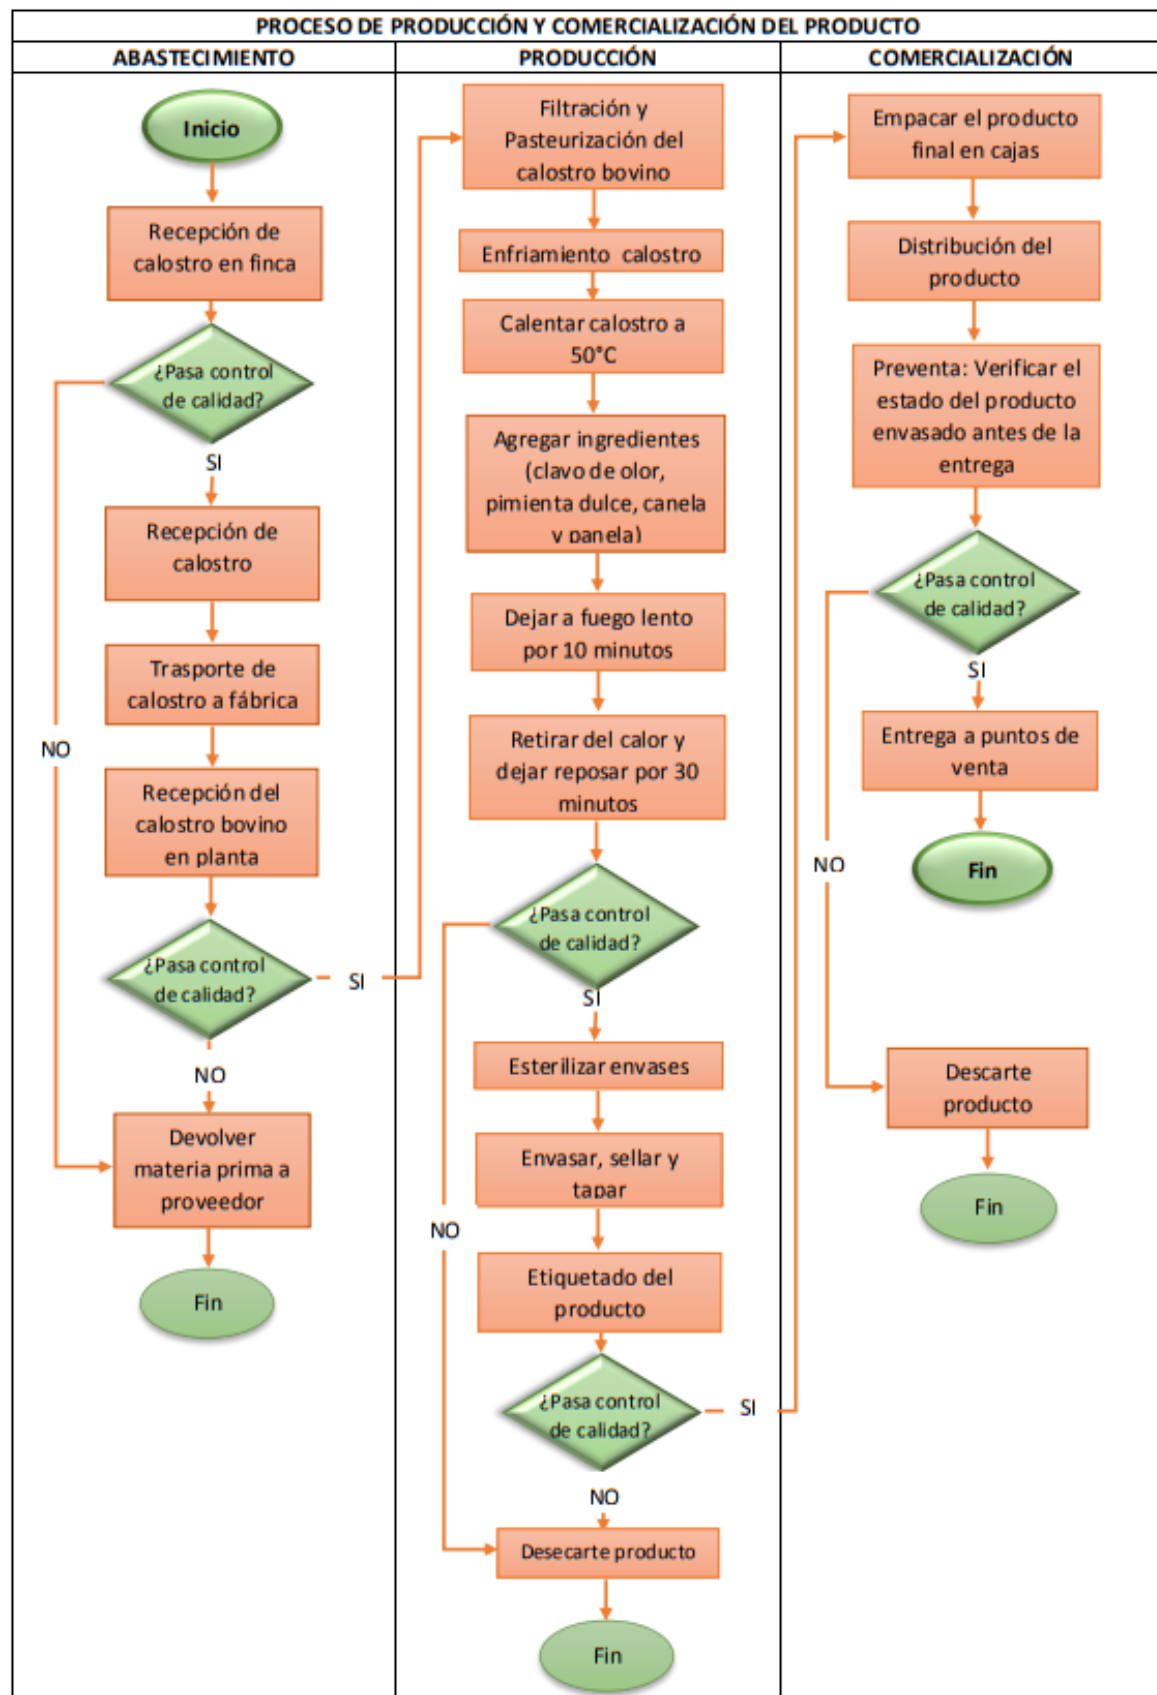 PROCESO DE PRODUCCIÓN Y COMERCIALIZACIÓN DEL PRODUCTO
ABASTECIMIENTO
Inicio
Recepción de
calostro en finca
¿Pasa control
de calidad?
SI
Recepción de
calostro
Trasporte de
calostro a fábrica
NO
Recepción del
calostro bovino
en planta
¿Pasa control
de calidad?
SI
NO
Devolver
materia prima a
proveedor
Fin
PRODUCCIÓN
Filtración y
Pasteurización del
calostro bovino
Enfriamiento calostro
Calentar calostro a
50°C
Agregar ingredientes
(clavo de olor,
pimienta dulce, canela
y panela)
Dejar a fuego lento
por 10 minutos
Retirar del calor y
dejar reposar por 30
minutos
¿Pasa control
de calidad?
SI
Esterilizar envases
Envasar, sellar y
tapar
NO
Etiquetado del
producto
¿Pasa control
de calidad?
SI
NO
Desecarte producto
Fin
COMERCIALIZACIÓN
Empacar el producto
final en cajas
Distribución del
producto
Preventa: Verificar el
estado del producto
envasado antes de la
entrega
¿Pasa control
de calidad?
SI
Entrega a puntos de
venta
NO
Fin
Descarte
producto
Fin